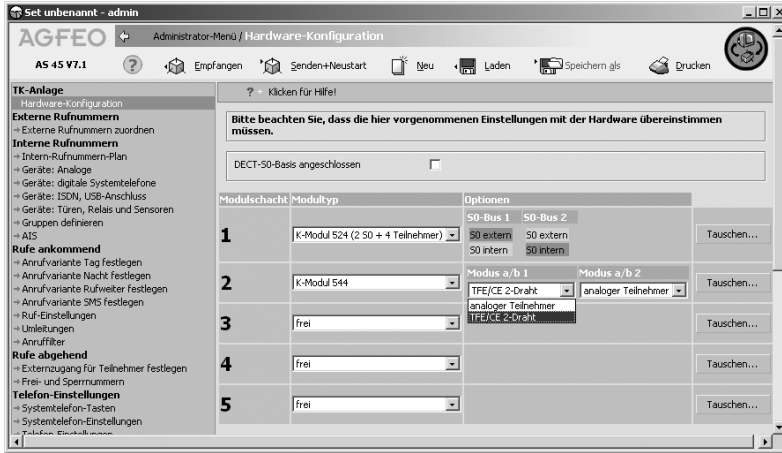 Set unbenannt - admin
AGFEO
Administrator-Menü / Hardware-Konfiguration
AS 45 V7.1
?
Empfangen
Senden+Neustart
Neu
Laden
Speichern als
Drucken
TK-Anlage
Hardware-Konfiguration
Externe Rufnummern
Externe Rufnummern zuordnen
Interne Rufnummern
Intern-Rufnummern-Plan
Geräte: Analoge
Geräte: digitale Systemtelefone
Geräte: ISDN, USB-Anschluss
Geräte: Türen, Relais und Sensoren
Gruppen definieren
AIS
Rufe ankommend
Anrufvariante Tag festlegen
Anrufvariante Nacht festlegen
Anrufvariante Rufweiter festlegen
Anrufvariante SMS festlegen
Ruf-Einstellungen
Umleitungen
Anruffilter
Rufe abgehend
Externzugang für Teilnehmer festlegen
Frei- und Sperrnummern
Telefon-Einstellungen
Systemtelefon-Tasten
Systemtelefon-Einstellungen
Telefon-Einstellungen
? - Klicken für Hilfe!
Bitte beachten Sie, dass die hier vorgenommenen Einstellungen mit der Hardware übereinstimmen
müssen.
DECT-S0-Basis angeschlossen
Modulschacht Modultyp Optionen
S0-Bus 1 S0-Bus 2
1 K-Modul 524 (2 S0 + 4 Teilnehmer) S0 extern S0 extern Tauschen...
S0 intern S0 intern
Modus a/b 1 Modus a/b 2
2 K-Modul 544 TFE/CE 2-Draht analoger Teilnehmer Tauschen...
analoger Teilnehmer
TFE/CE 2-Draht
3 frei Tauschen...
4 frei Tauschen...
5 frei Tauschen...